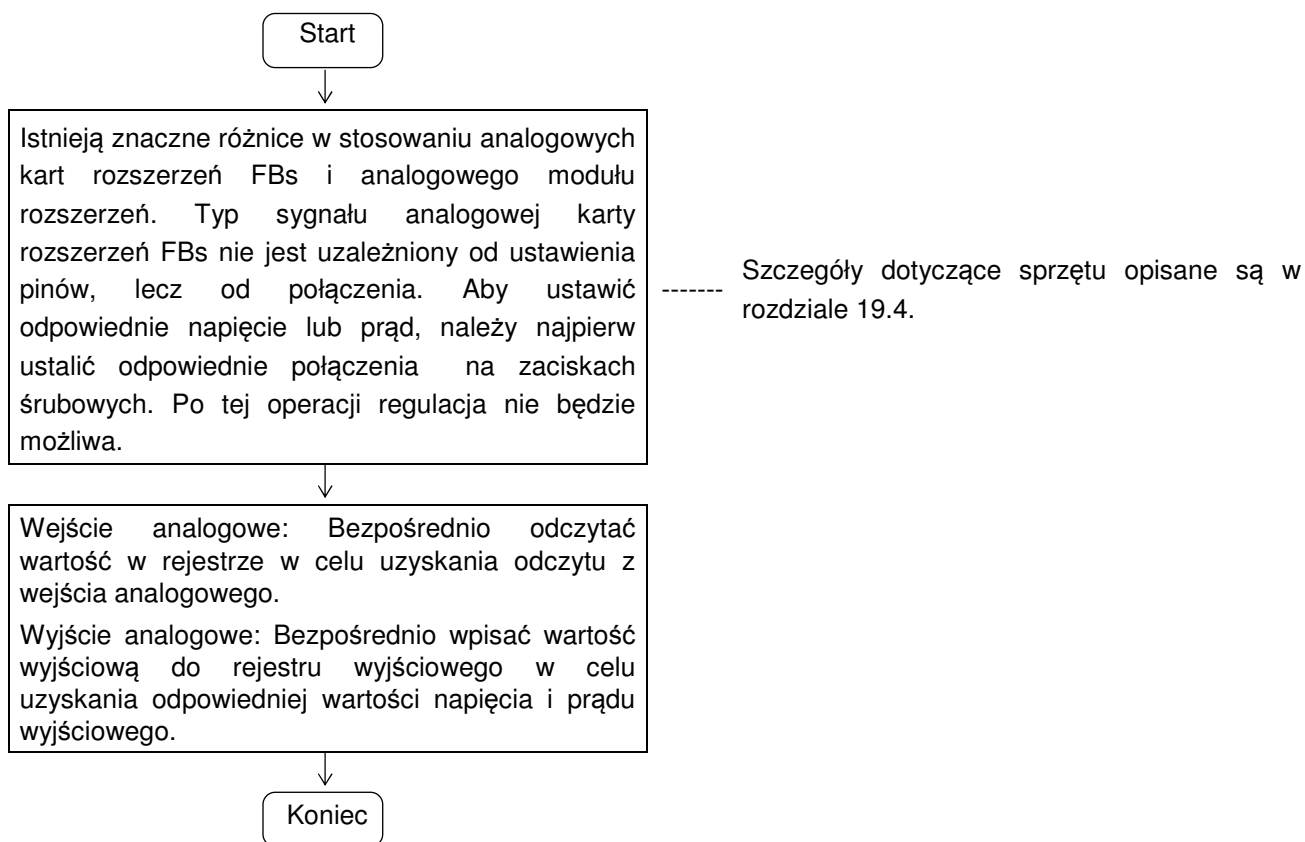 Start
Istnieją znaczne różnice w stosowaniu analogowych
kart rozszerzeń FBs i analogowego modułu
rozszerzeń. Typ sygnału analogowej karty
rozszerzeń FBs nie jest uzależniony od ustawienia
pinów, lecz od połączenia. Aby ustawić
odpowiednie napięcie lub prąd, należy najpierw
ustalić odpowiednie połączenia na zaciskach
śrubowych. Po tej operacji regulacja nie będzie
możliwa.
------- Szczegóły dotyczące sprzętu opisane są w
rozdziale 19.4.
Wejście analogowe: Bezpośrednio odczytać
wartość w rejestrze w celu uzyskania odczytu z
wejścia analogowego.
Wyjście analogowe: Bezpośrednio wpisać wartość
wyjściową do rejestru wyjściowego w celu
uzyskania odpowiedniej wartości napięcia i prądu
wyjściowego.
Koniec